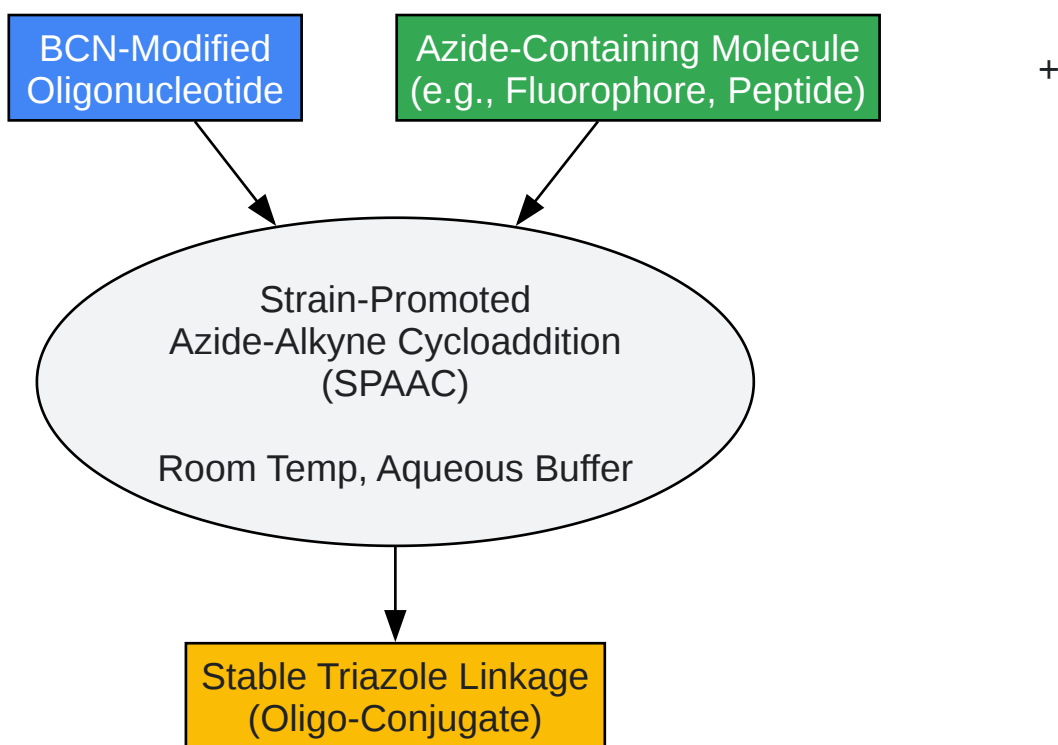 BCN-Modified
Oligonucleotide
Azide-Containing Molecule
(e.g., Fluorophore, Peptide)
+
Strain-Promoted
Azide-Alkyne Cycloaddition
(SPAAC)
Room Temp, Aqueous Buffer
Stable Triazole Linkage
(Oligo-Conjugate)